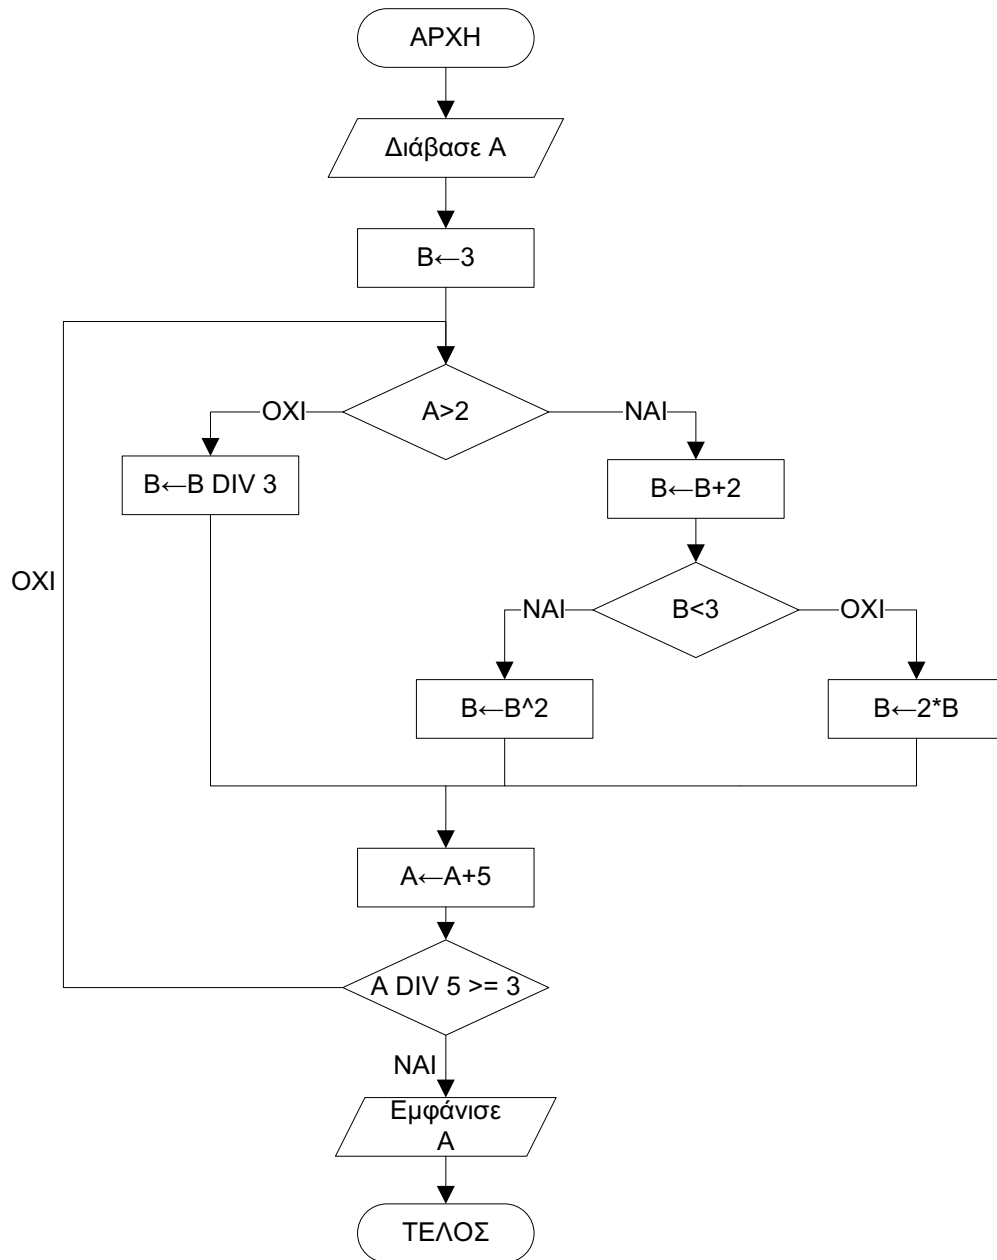 ΑΡΧΗ
Διάβασε Α
Β←3
Α>2
ΟΧΙ
ΝΑΙ
Β←Β DIV 3
Β←Β+2
ΟΧΙ
Β<3
ΝΑΙ
ΟΧΙ
Β←Β^2
Β←2*Β
Α←Α+5
Α DIV 5 >= 3
ΝΑΙ
Εμφάνισε
Α
ΤΕΛΟΣ